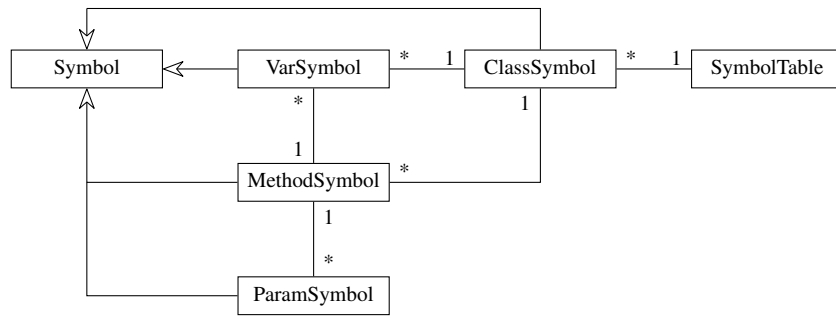 Symbol VarSymbol * 1 ClassSymbol * 1 SymbolTable
* 1
1
MethodSymbol *
1
*
ParamSymbol